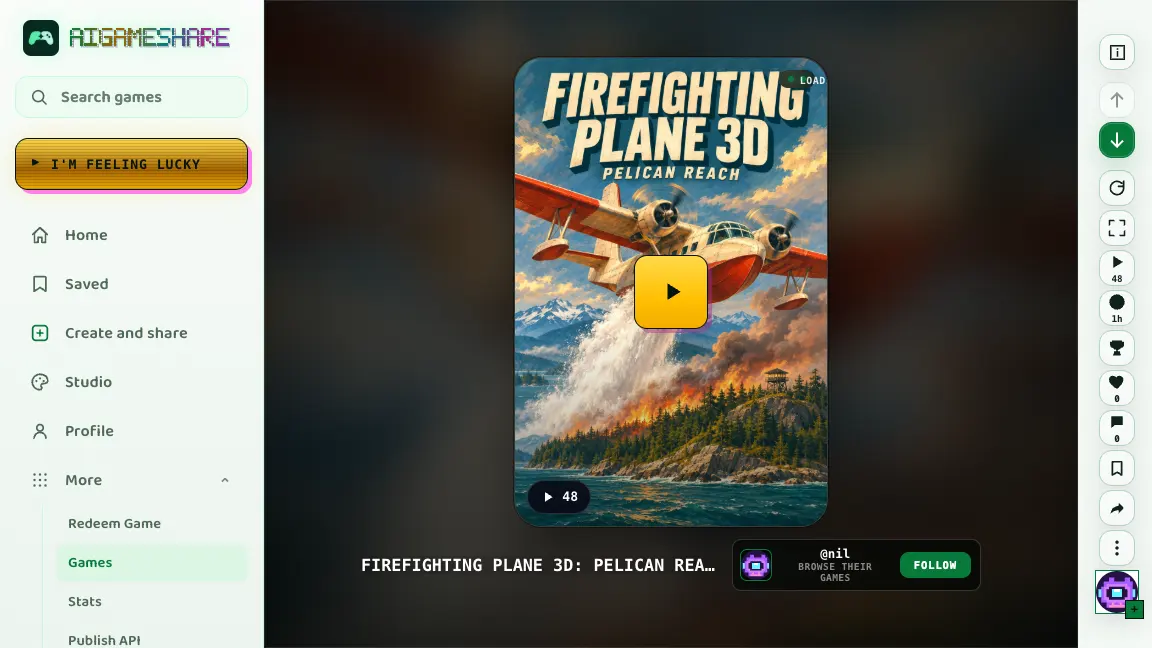 AIGAMESHARE
Search games
I'M FEELING LUCKY
Home
Saved
Create and share
Studio
Profile
More
Redeem Game
Games
Stats
Publish API
LOAD
FIREFIGHTING
PLANE 3D
PELICAN REACH
48
FIREFIGHTING PLANE 3D: PELICAN REA…
@nil
BROWSE THEIR
GAMES
FOLLOW
48
1h
0
0